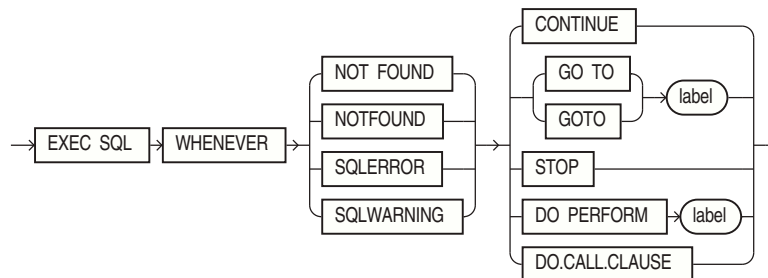 CONTINUE
NOT FOUND
GO TO
label
NOTFOUND
GOTO
EXEC SQL
WHENEVER
SQLERROR
STOP
SQLWARNING
DO PERFORM
label
DO.CALL.CLAUSE